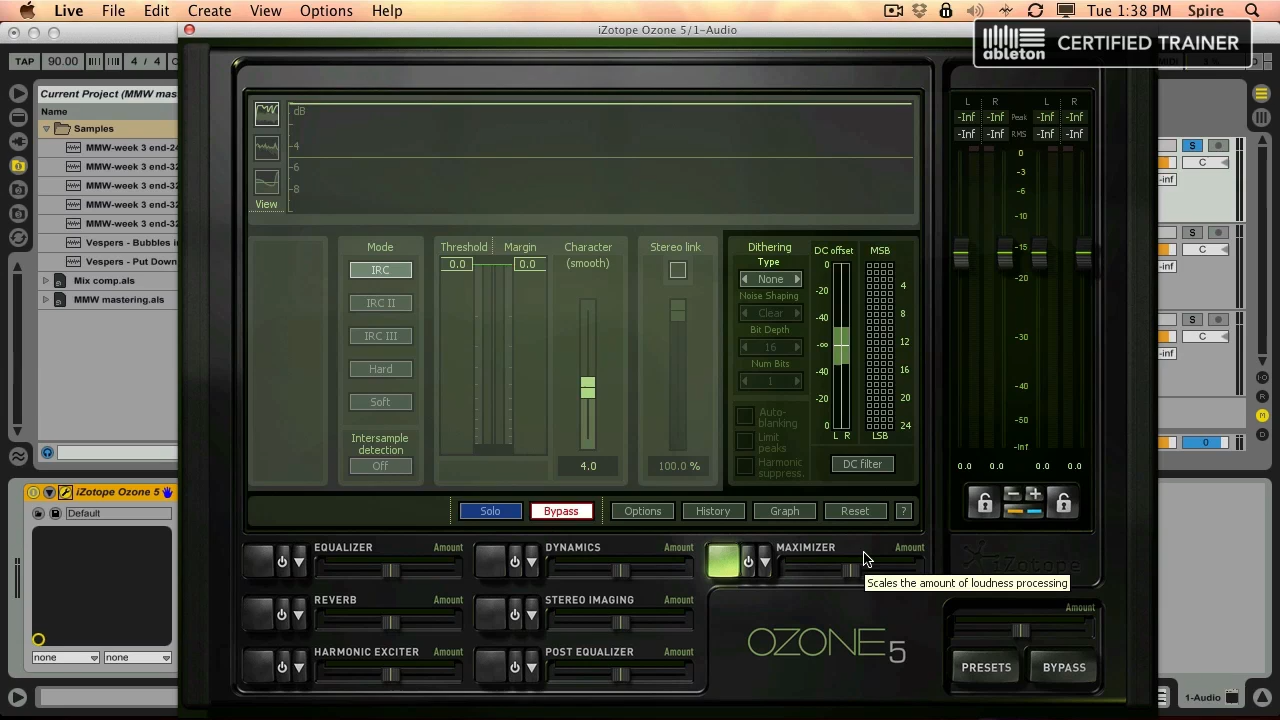 Live File Edit Create View Options Help Tue 1:38 PM Spire
iZotope Ozone 5/1-Audio
ableton CERTIFIED TRAINER
TAP 90.00 4 / 4
Current Project (MMW mas
Name
Samples
MMW-week 3 end-24
MMW-week 3 end-32
MMW-week 3 end-32
MMW-week 3 end-32
MMW-week 3 end-32
Vespers - Bubbles i
Vespers - Put Down
Mix comp.als
MMW mastering.als
iZotope Ozone 5
Default
none none
dB
-4
-8
View
Mode
IRC
IRC II
IRC III
Hard
Soft
Intersample
detection
Off
Threshold Margin
0.0 0.0
Character
(smooth)
4.0
Stereo link
100.0 %
Dithering
Type
None
Noise Shaping
Clear
Bit Depth
16
Num Bits
1
Auto-
blanking
Limit
peaks
Harmonic
suppress.
DC offset
0
-20
-40
-∞
-40
-20
0
L R
MSB
4
8
12
16
20
24
LSB
DC filter
Solo Bypass Options History Graph Reset ?
EQUALIZER Amount DYNAMICS Amount MAXIMIZER Amount
Scales the amount of loudness processing
REVERB STEREO IMAGING
HARMONIC EXCITER POST EQUALIZER
OZONE 5
L R L R
-Inf -Inf Peak -Inf -Inf
-Inf -Inf RMS -Inf -Inf
0
-3
-6
-10
-15
-20
-30
-40
-50
-Inf
0.0 0.0 0.0 0.0
iZotope
Amount
PRESETS BYPASS
S
C
-inf
S
C
-inf
S
C
-inf
0
I·O
R
M
D
1-Audio